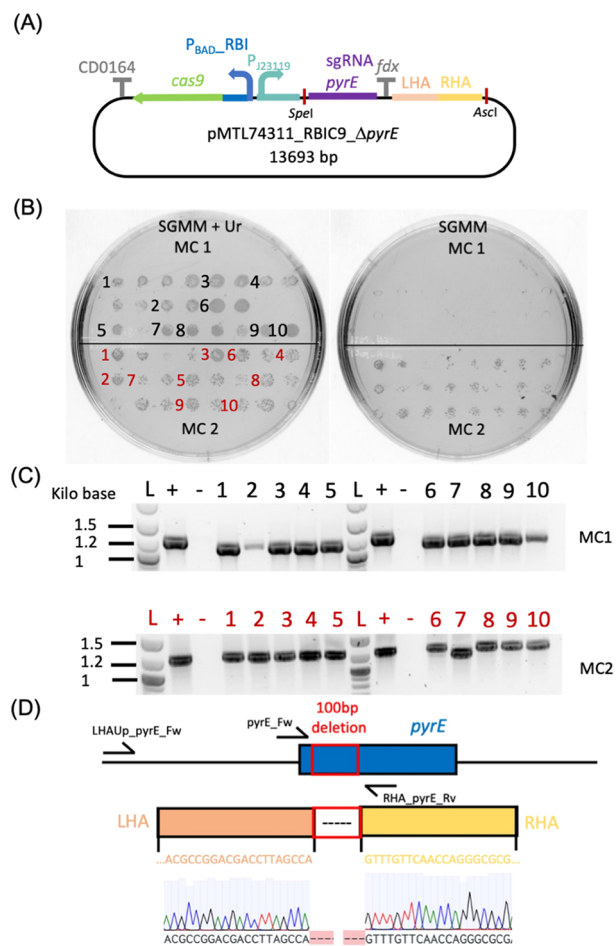 (A)
CD0164
PBAD_RBI
PJ23119
cas9
sgRNA
pyrE
fdx
LHA RHA
SpeI
AscI
pMTL74311_RBIC9_ΔpyrE
13693 bp
(B)
SGMM + Ur
MC 1
1 3 4
2 6
5 7 8 9 10
1 3 6 4
2 7 5 8
9 10
MC 2
SGMM
MC 1
MC 2
(C)
Kilo base L + - 1 2 3 4 5 L + - 6 7 8 9 10
1.5
1.2
1
MC1
L + - 1 2 3 4 5 L + - 6 7 8 9 10
1.5
1.2
1
MC2
(D)
100bp
deletion
pyrE
LHAUp_pyrE_Fw
pyrE_Fw
RHA_pyrE_Rv
LHA
-----
RHA
...ACGCCGGACGACCTTAGCCA
GTTTGTTCAACCAGGGCGCG...
ACGCCGGACGACCTTAGCCA---- ---GTTTGTTCAACCAGGGCGCG